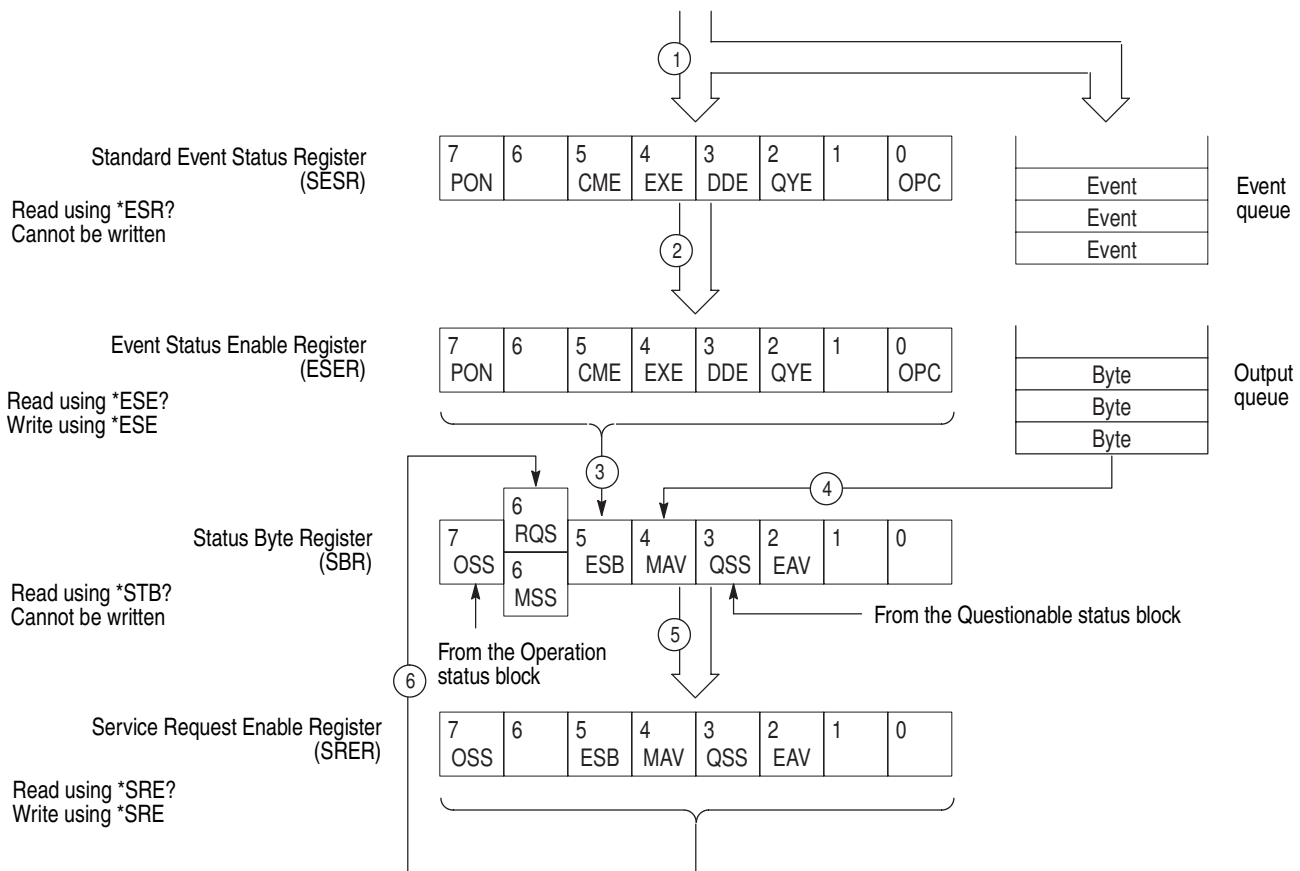 1
Standard Event Status Register
(SESR)
Read using *ESR?
Cannot be written
7 6 5 4 3 2 1 0
PON CME EXE DDE QYE OPC
Event
Event
Event
Event
queue
2
Event Status Enable Register
(ESER)
Read using *ESE?
Write using *ESE
7 6 5 4 3 2 1 0
PON CME EXE DDE QYE OPC
Byte
Byte
Byte
Output
queue
3
4
Status Byte Register
(SBR)
Read using *STB?
Cannot be written
6
RQS
7 5 4 3 2 1 0
OSS ESB MAV QSS EAV
6
MSS
From the Operation
status block
5
From the Questionable status block
6
Service Request Enable Register
(SRER)
Read using *SRE?
Write using *SRE
7 6 5 4 3 2 1 0
OSS ESB MAV QSS EAV